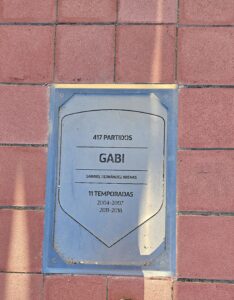 417 PARTIDOS
GABI
GABRIEL FERNÁNDEZ ARENAS
11 TEMPORADAS
2004-2007
2011-2018